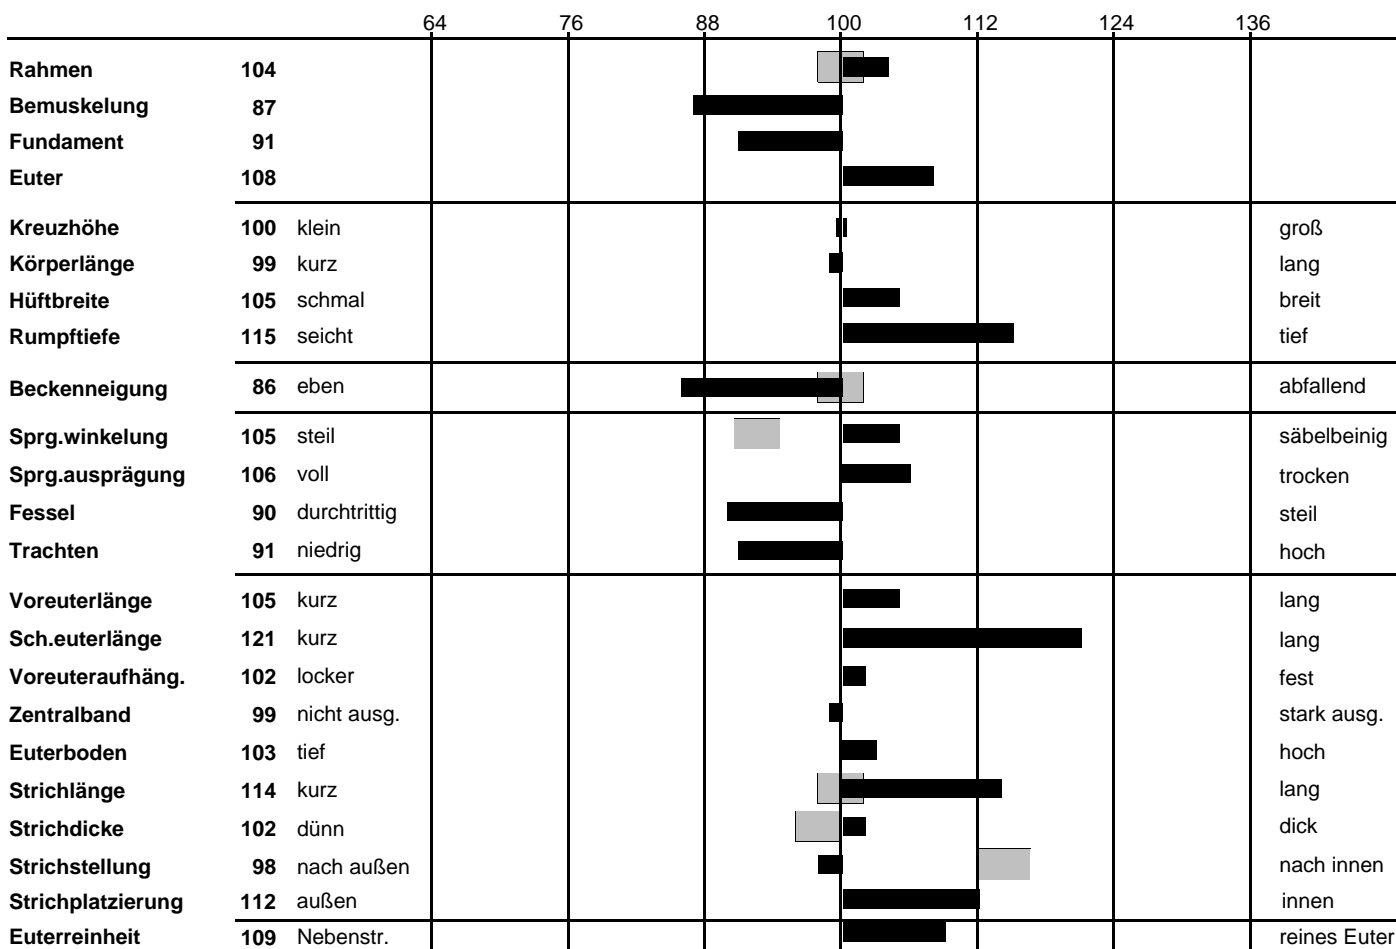 64 76 88 100 112 124 136
Rahmen 104
Bemuskelung 87
Fundament 91
Euter 108
Kreuzhöhe 100 klein groß
Körperlänge 99 kurz lang
Hüftbreite 105 schmal breit
Rumpftiefe 115 seicht tief
Beckenneigung 86 eben abfallend
Sprg.winkelung 105 steil säbelbeinig
Sprg.ausprägung 106 voll trocken
Fessel 90 durchtrittig steil
Trachten 91 niedrig hoch
Voreuterlänge 105 kurz lang
Sch.euterlänge 121 kurz lang
Voreuteraufhäng. 102 locker fest
Zentralband 99 nicht ausg. stark ausg.
Euterboden 103 tief hoch
Strichlänge 114 kurz lang
Strichdicke 102 dünn dick
Strichstellung 98 nach außen nach innen
Strichplatzierung 112 außen innen
Euterreinheit 109 Nebenstr. reines Euter